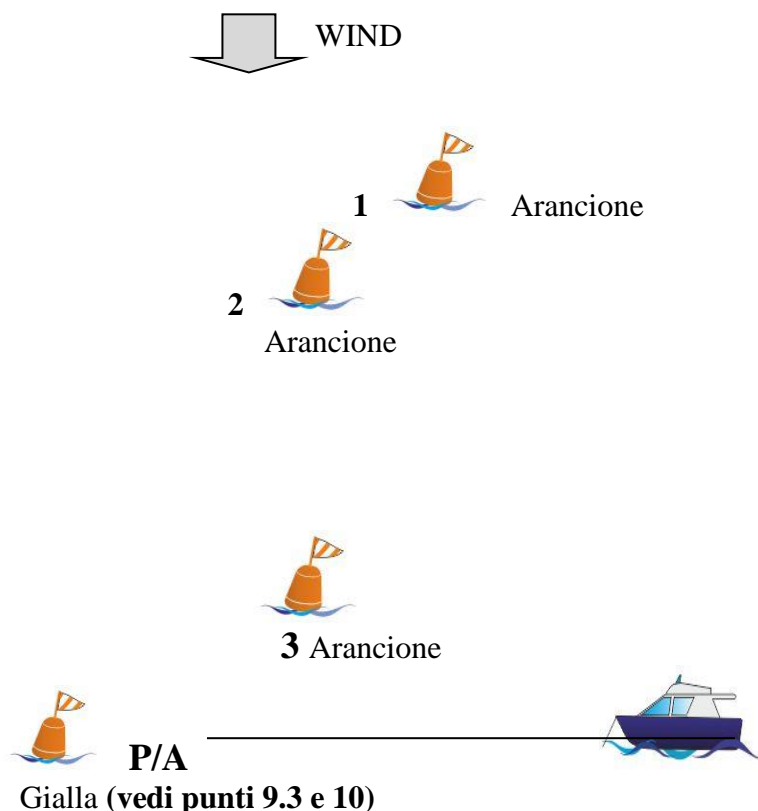 WIND
1 Arancione
2
Arancione
3 Arancione
P/A
Gialla (vedi punti 9.3 e 10)